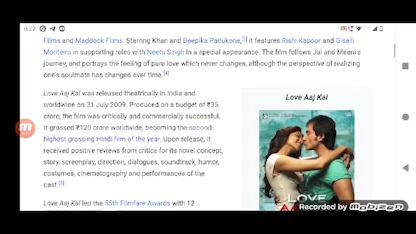 8:22
Films and Maddock Films. Starring Khan and Deepika Padukone,[3] it features Rishi Kapoor and Giselli
Monteiro in supporting roles with Neetu Singh in a special appearance. The film follows Jai and Meera's
journey, and portrays the feeling of pure love which never changes, although the perspective of realizing
one's soulmate has changed over time.[4]
Love Aaj Kal was released theatrically in India and
worldwide on 31 July 2009. Produced on a budget of ₹35
crore, the film was critically and commercially successful.
It grossed ₹120 crore worldwide, becoming the second-
highest grossing Hindi film of the year. Upon release, it
received positive reviews from critics for its novel concept,
story, screenplay, direction, dialogues, soundtrack, humor,
costumes, cinematography and performances of the
cast.[5]
Love Aaj Kal led the 55th Filmfare Awards with 12
Love Aaj Kal
LOVE
Recorded by Mobizen